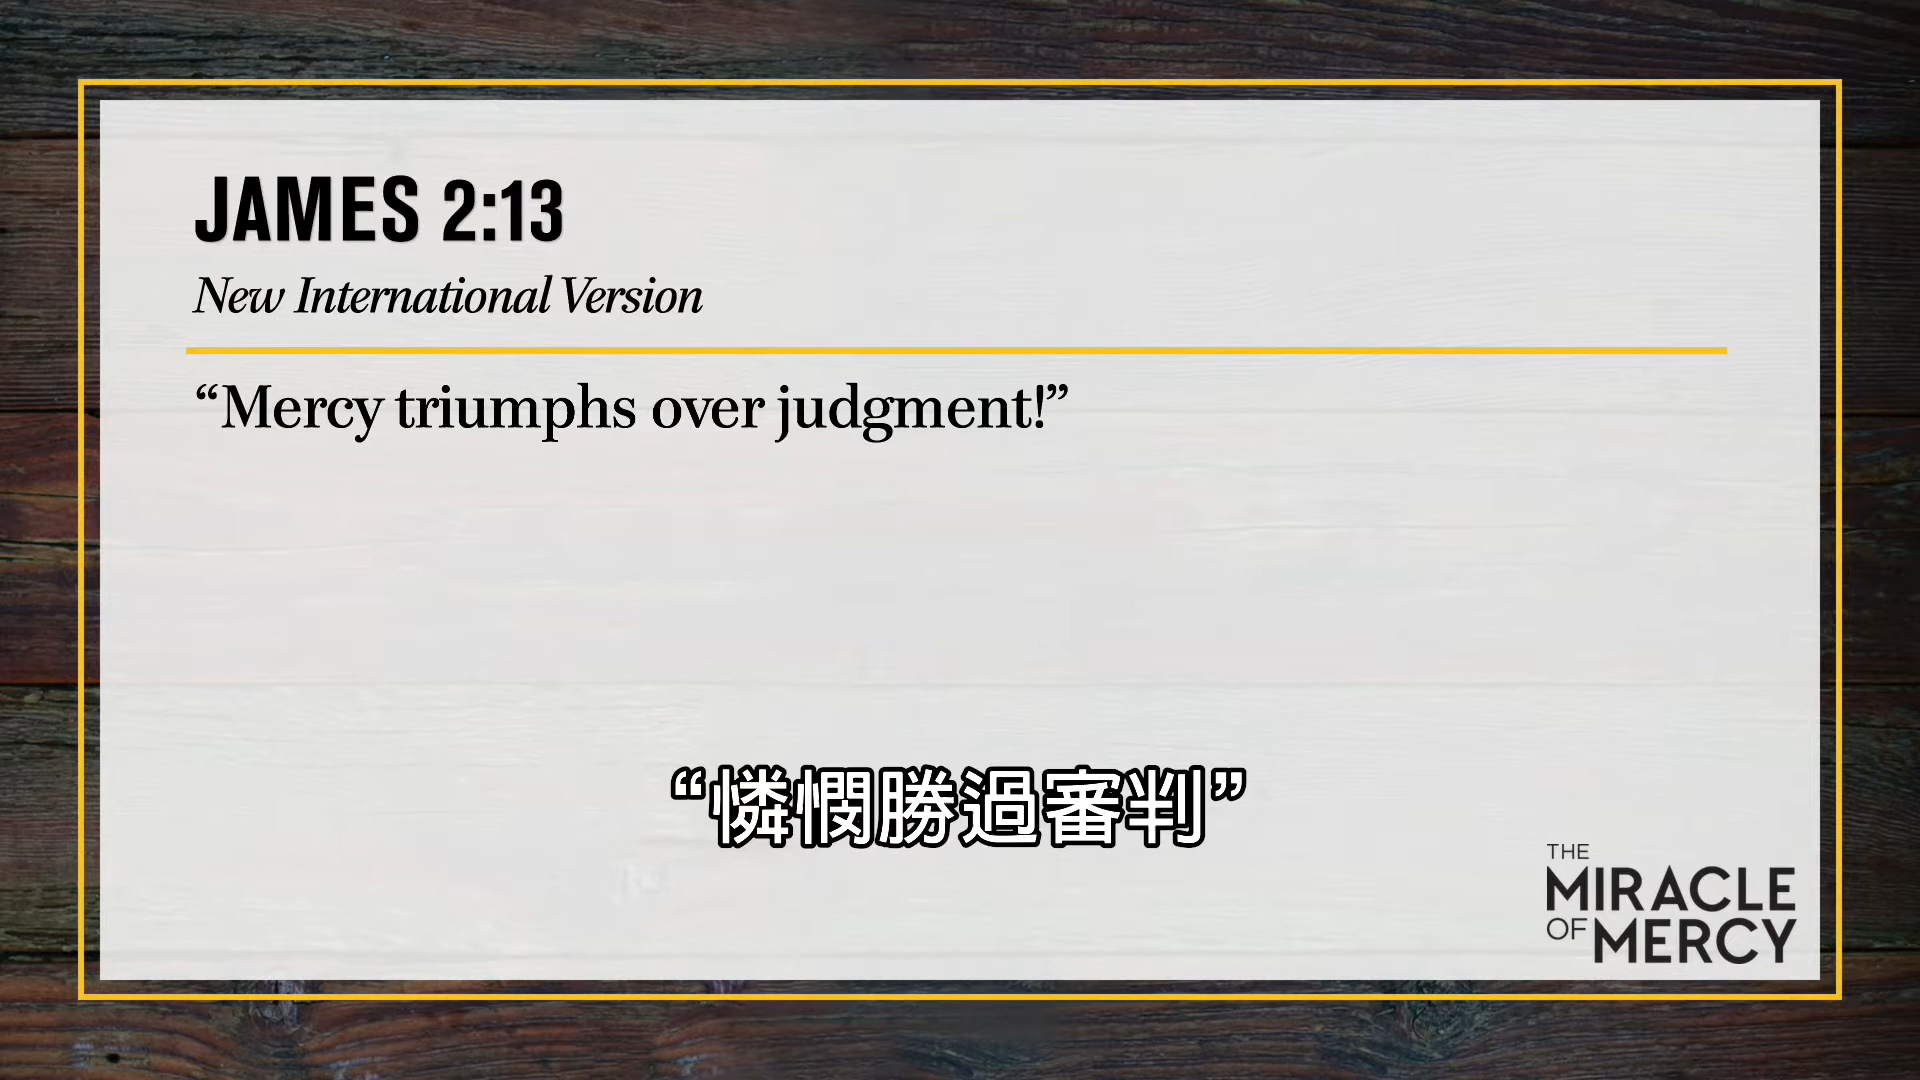 JAMES 2:13
New International Version
“Mercy triumphs over judgment!”
“憐憫勝過審判”
THE
MIRACLE
OF MERCY